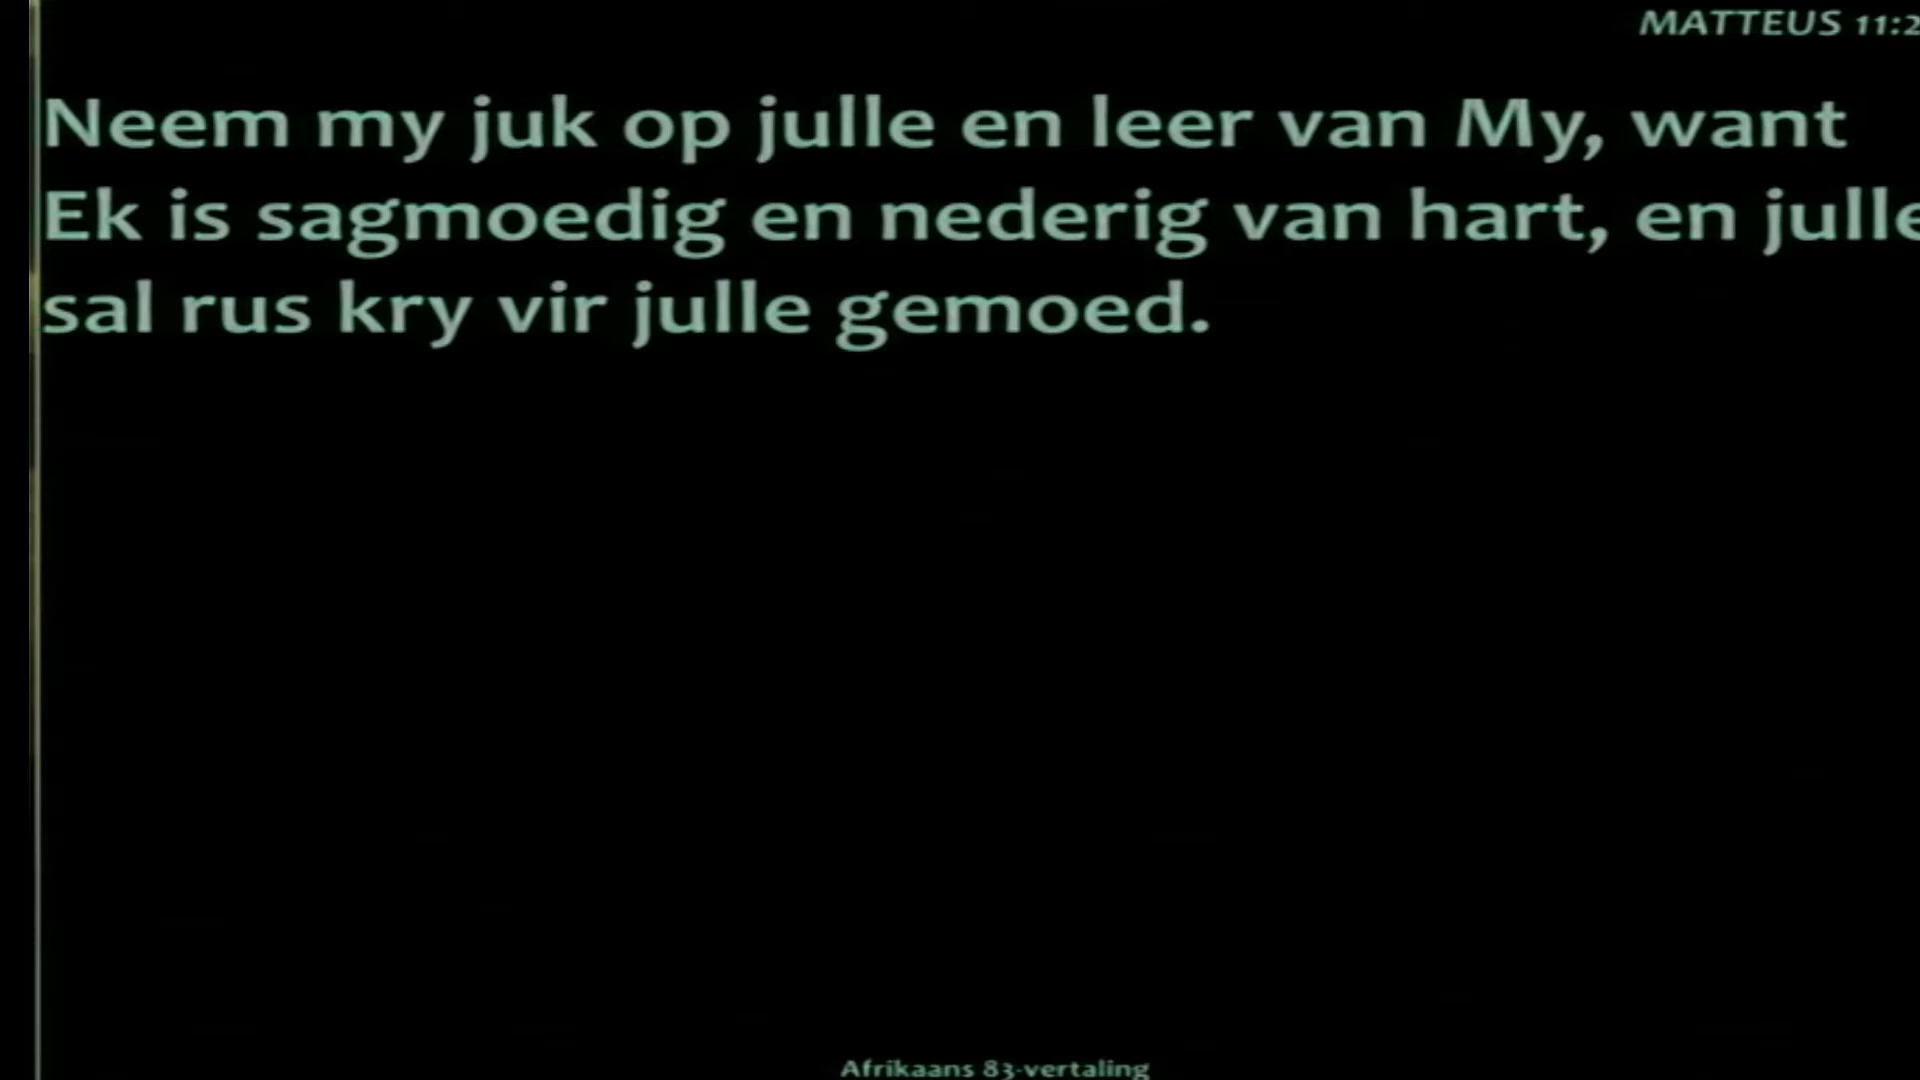 MATTEUS 11:2
Neem my juk op julle en leer van My, want
Ek is sagmoedig en nederig van hart, en julle
sal rus kry vir julle gemoed.
Afrikaans 83-vertaling